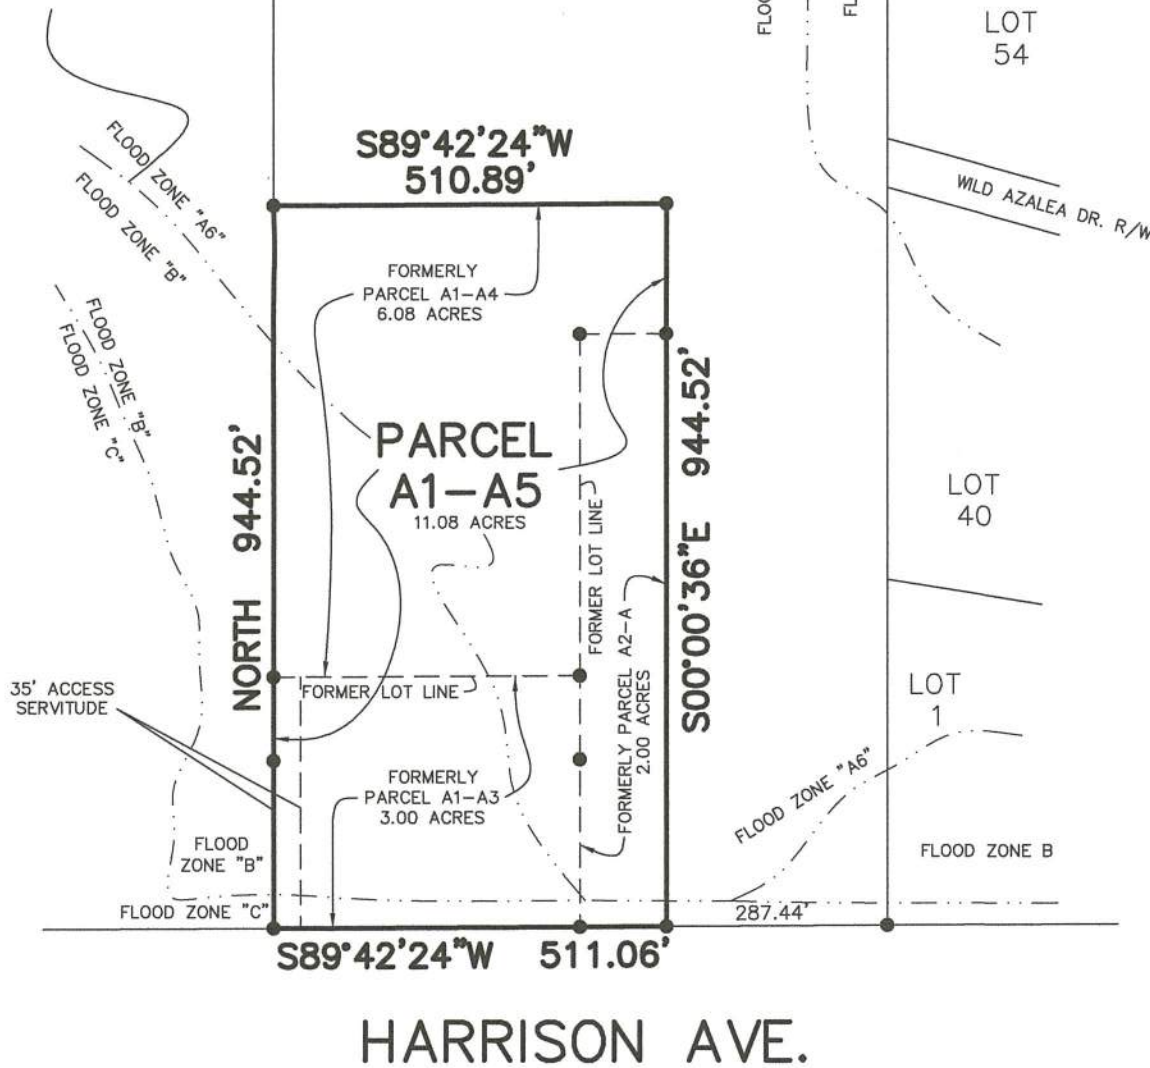 FLOO
FL
LOT
54
FLOOD ZONE "A6"
FLOOD ZONE "B"
S89°42'24"W
510.89'
WILD AZALEA DR. R/W
FORMERLY
PARCEL A1-A4
6.08 ACRES
FLOOD ZONE "B"
FLOOD ZONE "C"
PARCEL
A1-A5
11.08 ACRES
NORTH 944.52'
FORMER LOT LINE
S00°00'36"E 944.52'
LOT
40
FORMERLY PARCEL A2-A
2.00 ACRES
35' ACCESS
SERVITUDE
FORMER LOT LINE
LOT
1
FORMERLY
PARCEL A1-A3
3.00 ACRES
FLOOD ZONE "A6"
FLOOD
ZONE "B"
FLOOD ZONE B
FLOOD ZONE "C"
287.44'
S89°42'24"W 511.06'
HARRISON AVE.